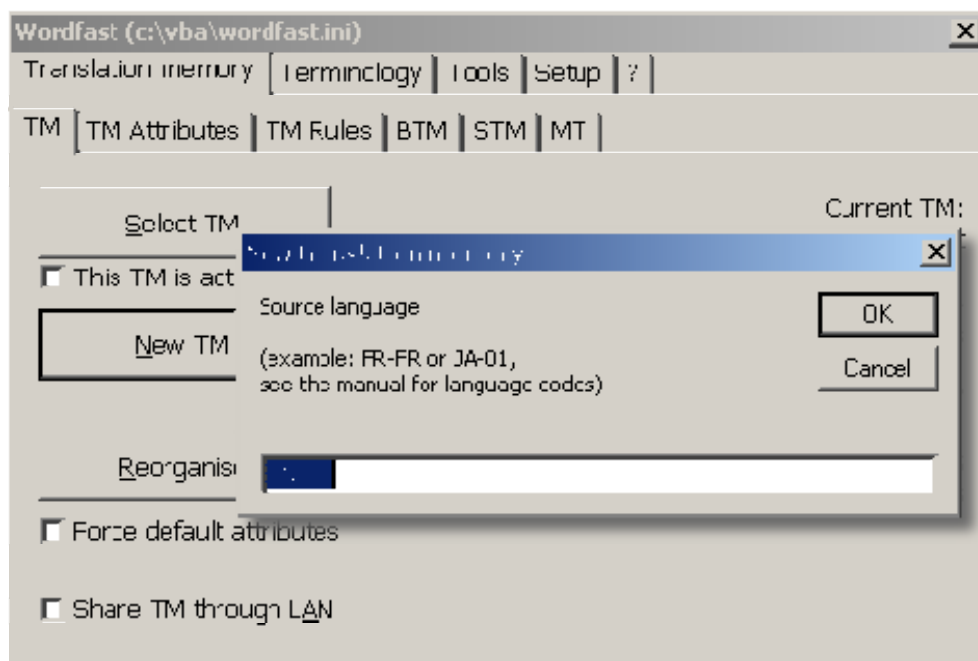 Wordfast (c:\vba\wordfast.ini)
Translation memory Terminology Tools Setup ?
TM TM Attributes TM Rules BTM STM MT
Select TM
Current TM:
This TM is act
Source language
OK
New TM
(example: FR-FR or JA-01,
see the manual for language codes)
Cancel
Reorganise
Force default attributes
Share TM through LAN